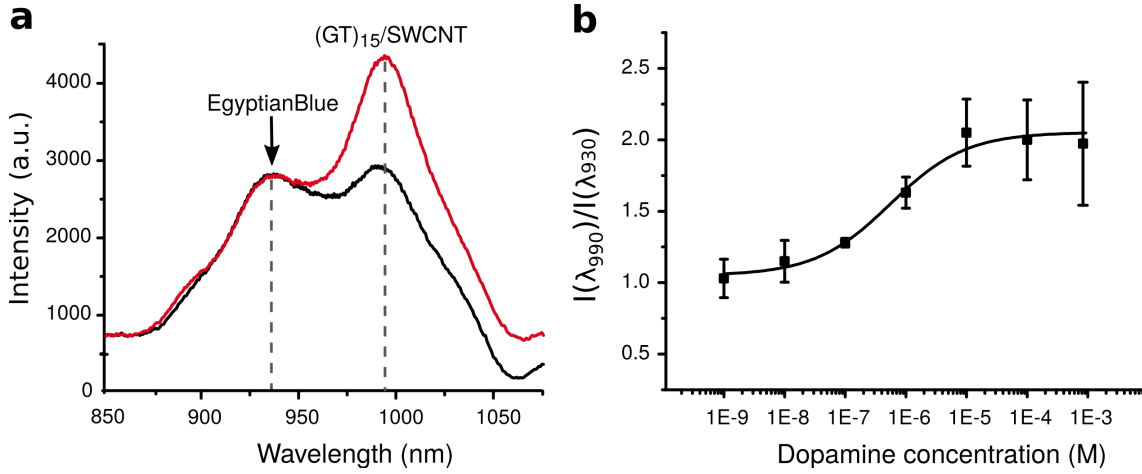 a
(GT)15/SWCNT
EgyptianBlue
Intensity (a.u.)
4000
3000
2000
1000
0
850 900 950 1000 1050
Wavelength (nm)
b
I(λ990)/I(λ930)
2.5
2.0
1.5
1.0
0.5
1E-9 1E-8 1E-7 1E-6 1E-5 1E-4 1E-3
Dopamine concentration (M)